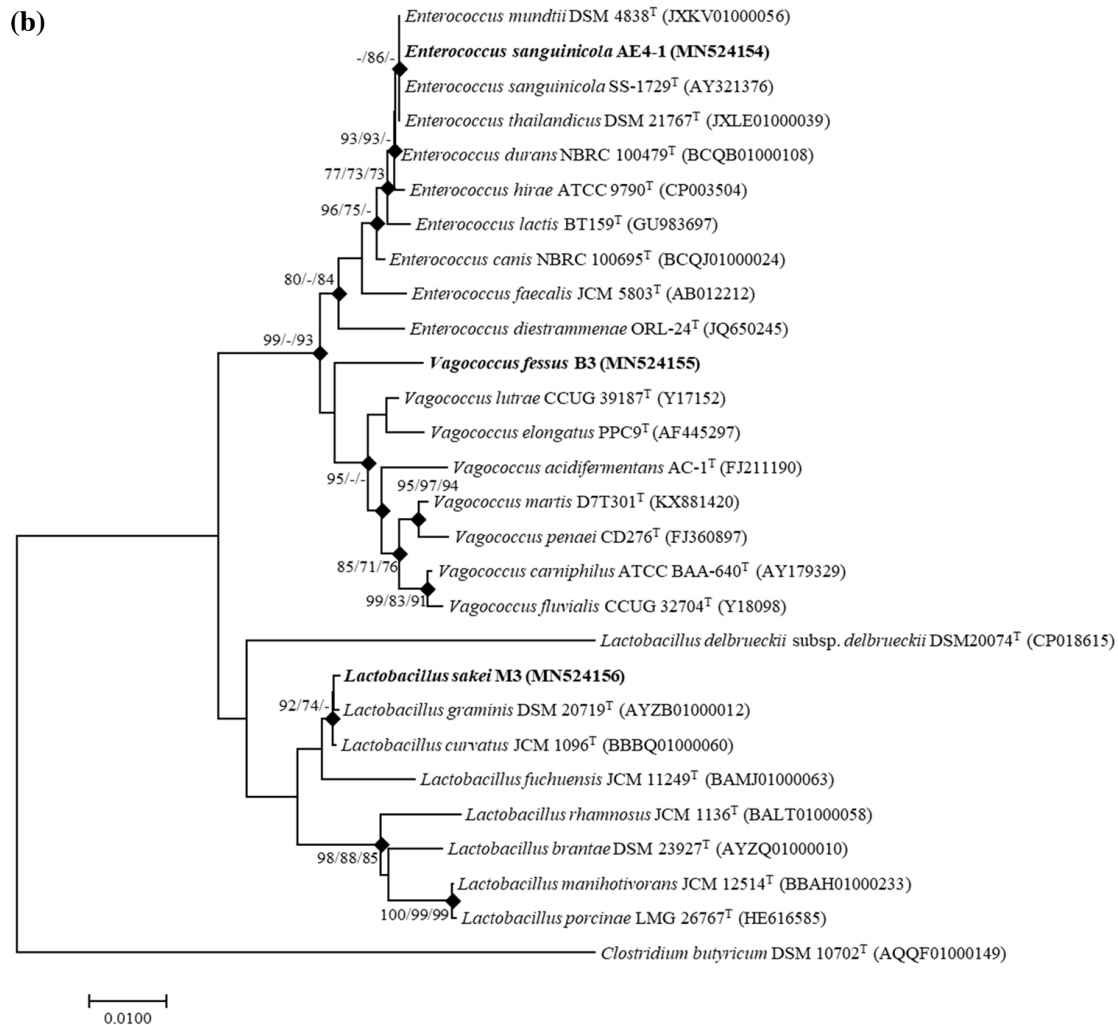 (b)
Enterococcus mundtii DSM 4838T (JXKV01000056)
Enterococcus sanguinicola AE4-1 (MN524154)
-/86/-
Enterococcus sanguinicola SS-1729T (AY321376)
Enterococcus thailandicus DSM 21767T (JXLE01000039)
93/93/-
Enterococcus durans NBRC 100479T (BCQB01000108)
77/73/73
Enterococcus hirae ATCC 9790T (CP003504)
96/75/-
Enterococcus lactis BT159T (GU983697)
Enterococcus canis NBRC 100695T (BCQJ01000024)
80/-/84
Enterococcus faecalis JCM 5803T (AB012212)
Enterococcus diestrammenae ORL-24T (JQ650245)
99/-/93
Vagococcus fessus B3 (MN524155)
Vagococcus lutrae CCUG 39187T (Y17152)
Vagococcus elongatus PPC9T (AF445297)
Vagococcus acidifermentans AC-1T (FJ211190)
95/-/-
95/97/94
Vagococcus martis D7T301T (KX881420)
Vagococcus penaei CD276T (FJ360897)
85/71/76
Vagococcus carniphilus ATCC BAA-640T (AY179329)
99/83/91
Vagococcus fluvialis CCUG 32704T (Y18098)
Lactobacillus delbrueckii subsp. delbrueckii DSM20074T (CP018615)
Lactobacillus sakei M3 (MN524156)
92/74/-
Lactobacillus graminis DSM 20719T (AYZB01000012)
Lactobacillus curvatus JCM 1096T (BBBQ01000060)
Lactobacillus fuchuensis JCM 11249T (BAMJ01000063)
Lactobacillus rhamnosus JCM 1136T (BALT01000058)
Lactobacillus brantae DSM 23927T (AYZQ01000010)
98/88/85
Lactobacillus manihotivorans JCM 12514T (BBAH01000233)
100/99/99
Lactobacillus porcinae LMG 26767T (HE616585)
Clostridium butyricum DSM 10702T (AQQF01000149)
0.0100